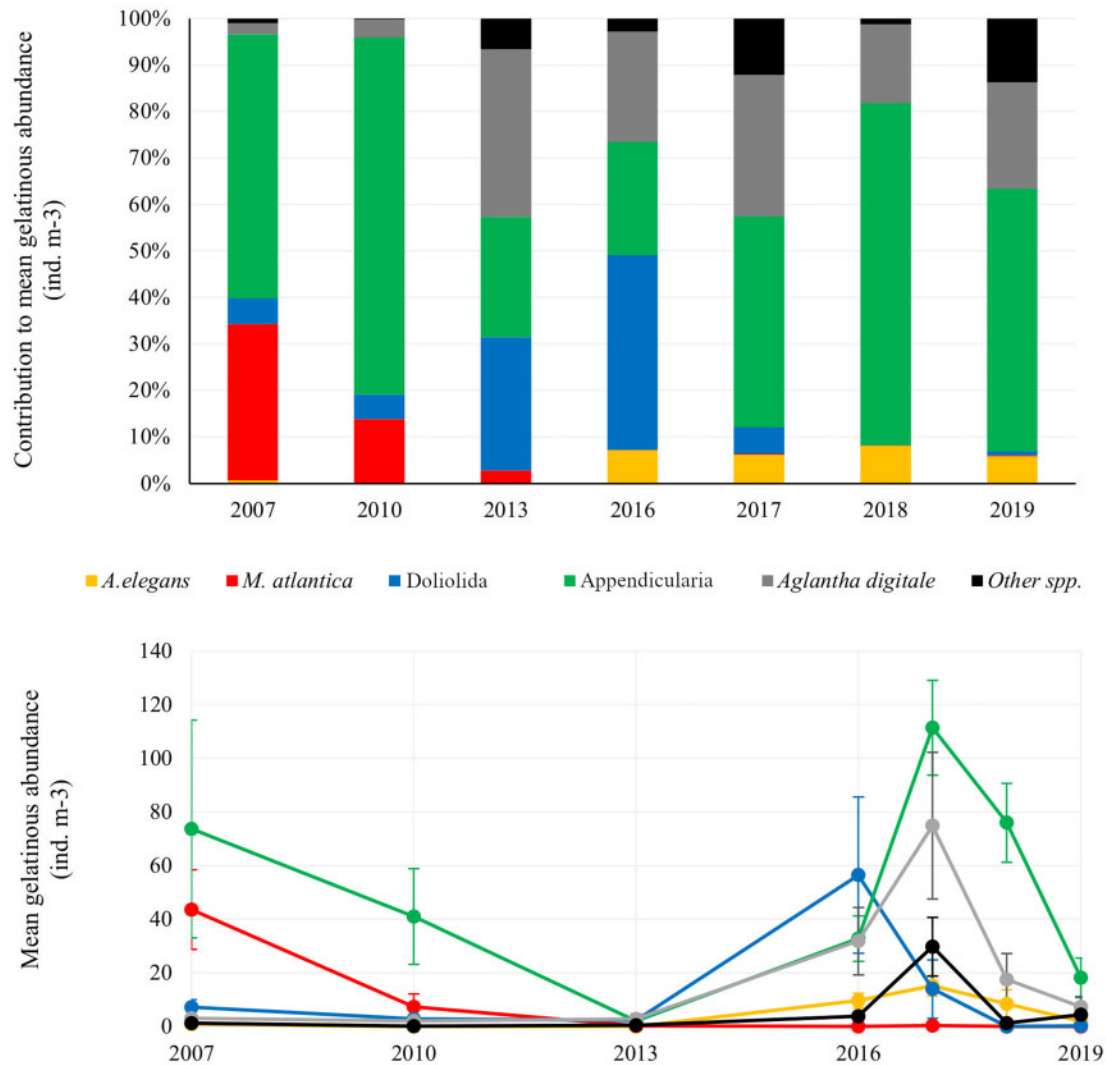 Contribution to mean gelatinous abundance
(ind. m-3)
100%
90%
80%
70%
60%
50%
40%
30%
20%
10%
0%
2007 2010 2013 2016 2017 2018 2019
A.elegans M. atlantica Doliolida Appendicularia Aglantha digitale Other spp.
Mean gelatinous abundance
(ind. m-3)
140
120
100
80
60
40
20
0
2007 2010 2013 2016 2019